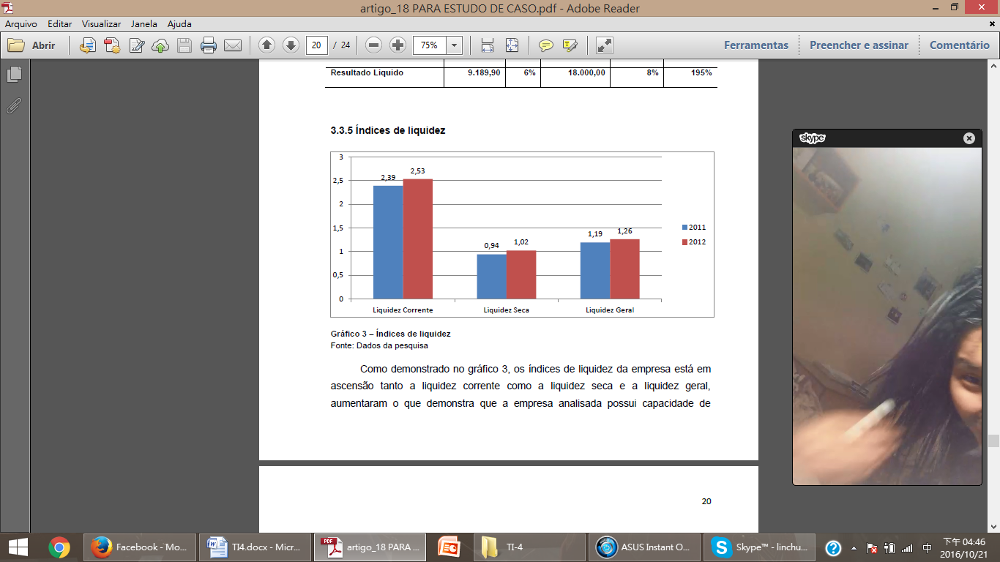 artigo_18 PARA ESTUDO DE CASO.pdf - Adobe Reader
Arquivo Editar Visualizar Janela Ajuda
Abrir 20 / 24 75% Ferramentas Preencher e assinar Comentário
Resultado Liquido 9.189,90 6% 18.000,00 8% 195%
3.3.5 Índices de liquidez
3
2,5
2
1,5
1
0,5
0
2,39 2,53
0,94 1,02
1,19 1,26
Liquidez Corrente Liquidez Seca Liquidez Geral
2011
2012
Gráfico 3 – Índices de liquidez
Fonte: Dados da pesquisa
Como demonstrado no gráfico 3, os índices de liquidez da empresa está em
ascensão tanto a liquidez corrente como a liquidez seca e a liquidez geral,
aumentaram o que demonstra que a empresa analisada possui capacidade de
20
skype
Facebook - Mo... TI4.docx - Micr... PDF artigo_18 PARA ... TI-4 ASUS Instant O... Skype™ - linchu... 中
下午 04:46
2016/10/21